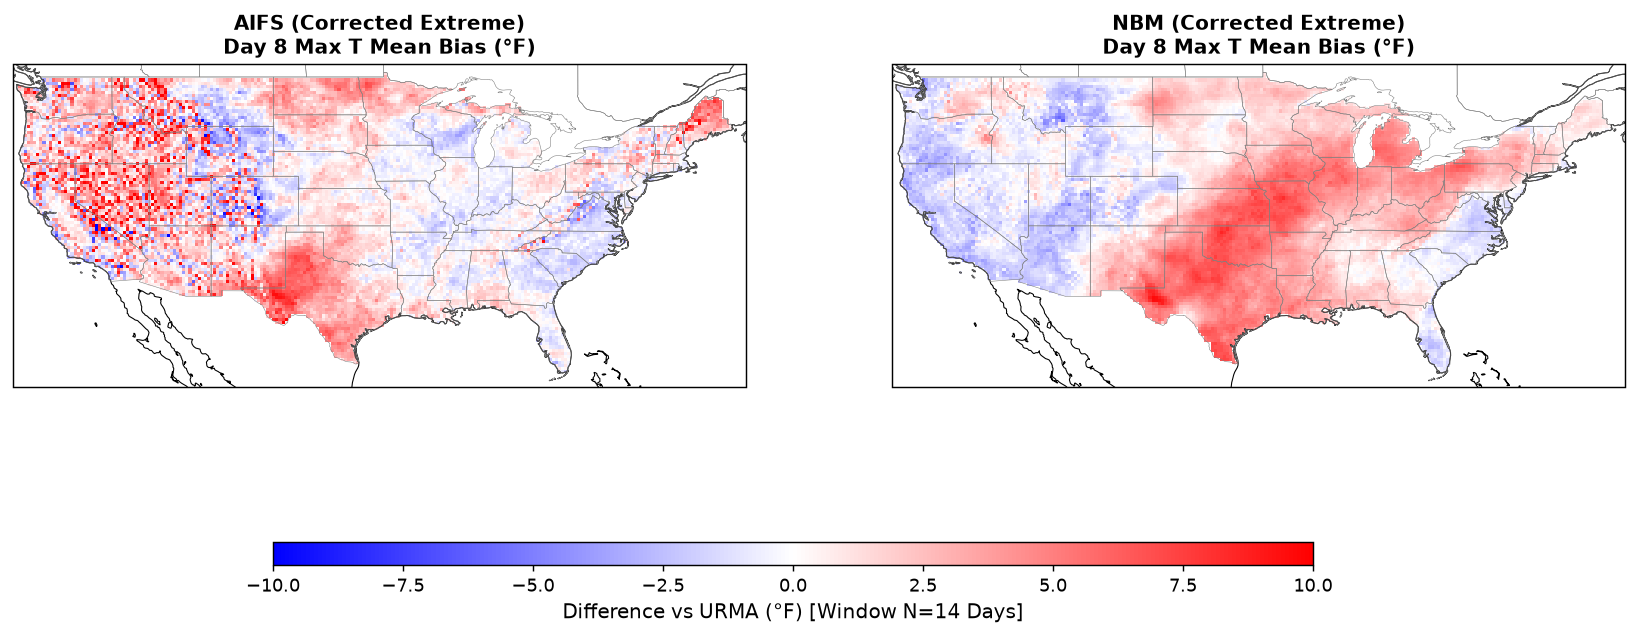 AIFS (Corrected Extreme)
Day 8 Max T Mean Bias (°F)
NBM (Corrected Extreme)
Day 8 Max T Mean Bias (°F)
−10.0 −7.5 −5.0 −2.5 0.0 2.5 5.0 7.5 10.0
Difference vs URMA (°F) [Window N=14 Days]